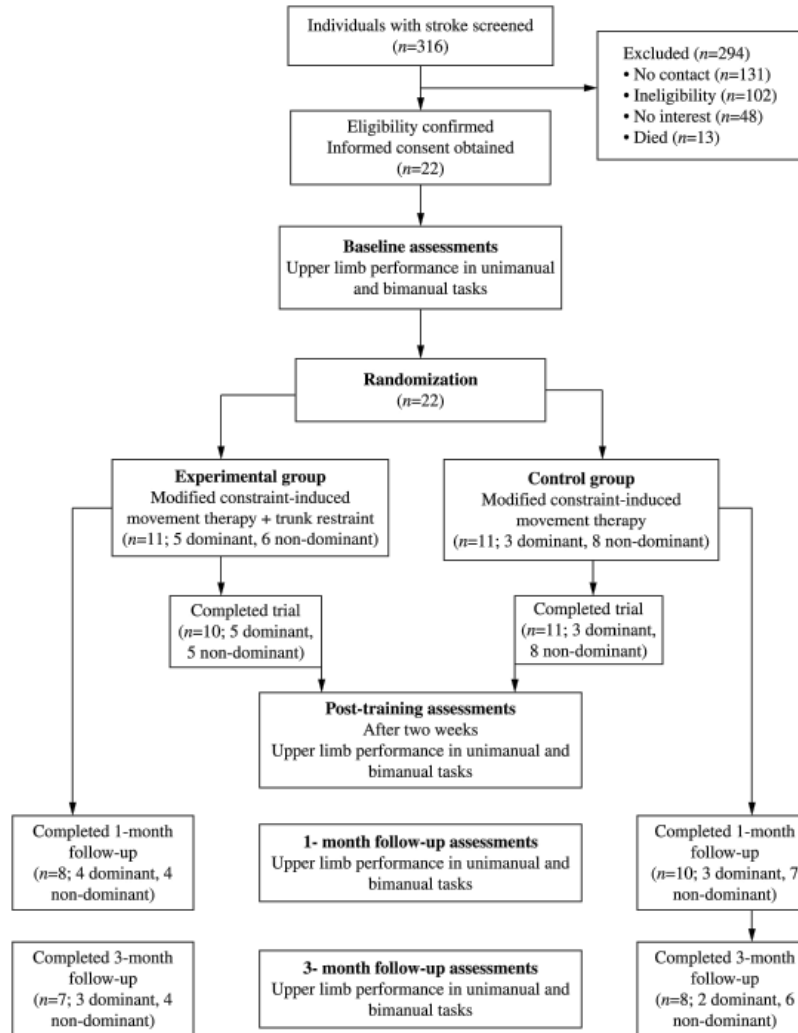 Individuals with stroke screened
(n=316)
Excluded (n=294)
• No contact (n=131)
• Ineligibility (n=102)
• No interest (n=48)
• Died (n=13)
Eligibility confirmed
Informed consent obtained
(n=22)
Baseline assessments
Upper limb performance in unimanual
and bimanual tasks
Randomization
(n=22)
Experimental group
Modified constraint-induced
movement therapy + trunk restraint
(n=11; 5 dominant, 6 non-dominant)
Control group
Modified constraint-induced
movement therapy
(n=11; 3 dominant, 8 non-dominant)
Completed trial
(n=10; 5 dominant,
5 non-dominant)
Completed trial
(n=11; 3 dominant,
8 non-dominant)
Post-training assessments
After two weeks
Upper limb performance in unimanual and
bimanual tasks
Completed 1-month
follow-up
(n=8; 4 dominant, 4
non-dominant)
1- month follow-up assessments
Upper limb performance in unimanual and
bimanual tasks
Completed 1-month
follow-up
(n=10; 3 dominant, 7
non-dominant)
Completed 3-month
follow-up
(n=7; 3 dominant, 4
non-dominant)
3- month follow-up assessments
Upper limb performance in unimanual and
bimanual tasks
Completed 3-month
follow-up
(n=8; 2 dominant, 6
non-dominant)